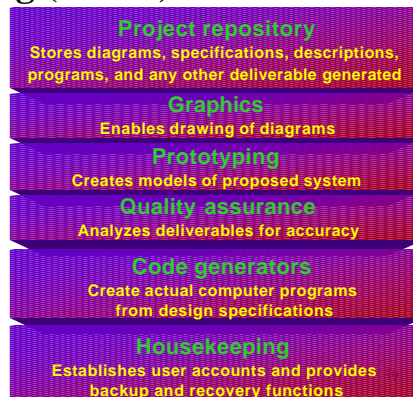 Project repository
Stores diagrams, specifications, descriptions,
programs, and any other deliverable generated
Graphics
Enables drawing of diagrams
Prototyping
Creates models of proposed system
Quality assurance
Analyzes deliverables for accuracy
Code generators
Create actual computer programs
from design specifications
Housekeeping
Establishes user accounts and provides
backup and recovery functions